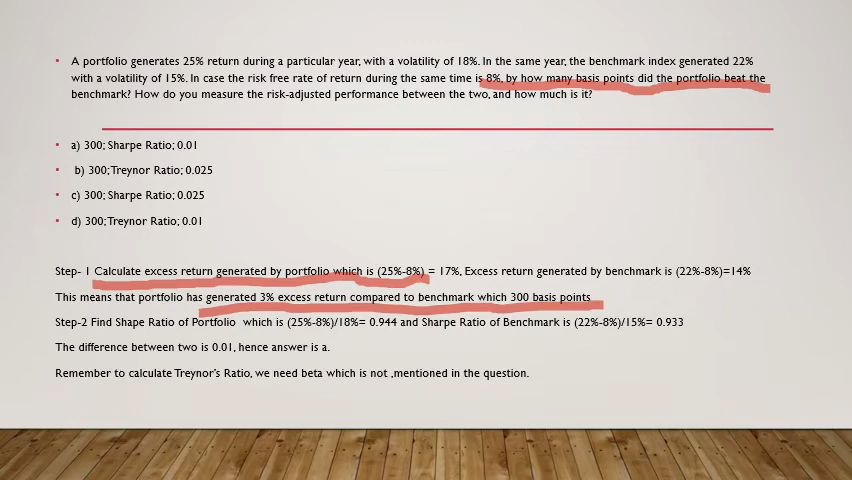 • A portfolio generates 25% return during a particular year, with a volatility of 18%. In the same year, the benchmark index generated 22%
with a volatility of 15%. In case the risk free rate of return during the same time is 8%, by how many basis points did the portfolio beat the
benchmark? How do you measure the risk-adjusted performance between the two, and how much is it?
• a) 300; Sharpe Ratio; 0.01
• b) 300; Treynor Ratio; 0.025
• c) 300; Sharpe Ratio; 0.025
• d) 300; Treynor Ratio; 0.01
Step- 1 Calculate excess return generated by portfolio which is (25%-8%) = 17%, Excess return generated by benchmark is (22%-8%)=14%
This means that portfolio has generated 3% excess return compared to benchmark which 300 basis points
Step-2 Find Shape Ratio of Portfolio which is (25%-8%)/18%= 0.944 and Sharpe Ratio of Benchmark is (22%-8%)/15%= 0.933
The difference between two is 0.01, hence answer is a.
Remember to calculate Treynor's Ratio, we need beta which is not ,mentioned in the question.